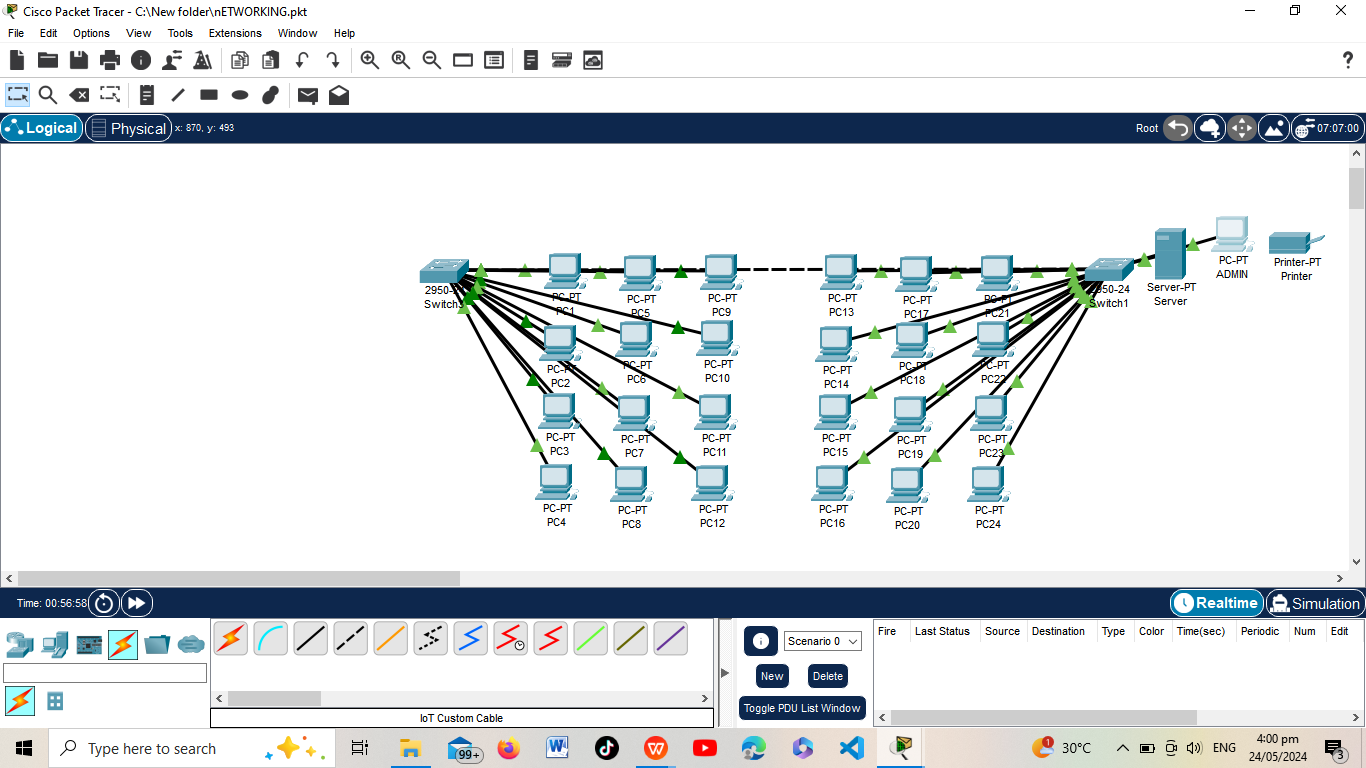 Cisco Packet Tracer - C:\New folder\nETWORKING.pkt
File Edit Options View Tools Extensions Window Help
Logical Physical x: 870, y: 493 Root 07:07:00
PC-PT
ADMIN
Printer-PT
Printer
Server-PT
Server
2950-2
Switch
PC-PT
PC1
PC-PT
PC5
PC-PT
PC9
PC-PT
PC13
PC-PT
PC17
PC-PT
PC21
2950-24
Switch1
PC-PT
PC2
PC-PT
PC6
PC-PT
PC10
PC-PT
PC14
PC-PT
PC18
PC-PT
PC22
PC-PT
PC3
PC-PT
PC7
PC-PT
PC11
PC-PT
PC15
PC-PT
PC19
PC-PT
PC23
PC-PT
PC4
PC-PT
PC8
PC-PT
PC12
PC-PT
PC16
PC-PT
PC20
PC-PT
PC24
Time: 00:56:58 Realtime Simulation
Scenario 0
New Delete
Toggle PDU List Window
Fire Last Status Source Destination Type Color Time(sec) Periodic Num Edit
IoT Custom Cable
Type here to search
99+
30°C
ENG
4:00 pm
24/05/2024
3